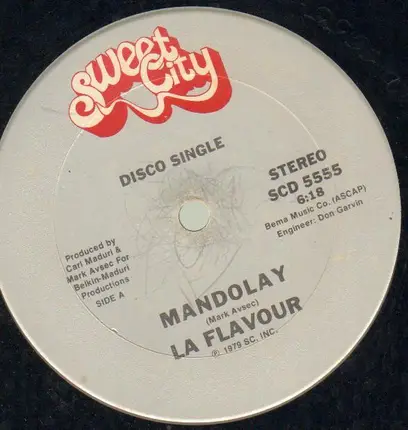 Sweet
City
DISCO SINGLE
STEREO
SCD 5555
6:18
Bema Music Co. (ASCAP)
Engineer: Don Garvin
Produced by
Carl Maduri &
Mark Avsec For
Belkin-Maduri
Productions
SIDE A
MANDOLAY
(Mark Avsec)
LA FLAVOUR
℗ 1979 SC. INC.